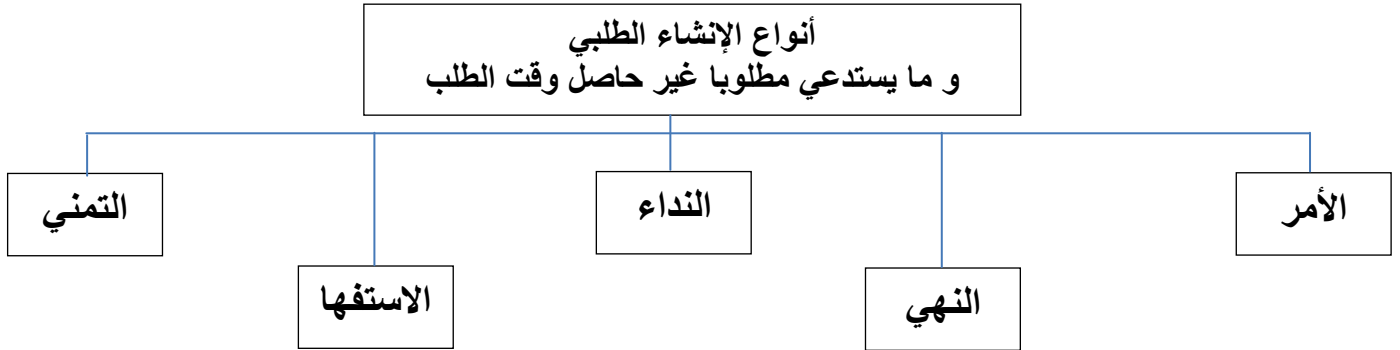 أنواع الإنشاء الطلبي
و ما يستدعي مطلوبا غير حاصل وقت الطلب
الأمر
النهي
النداء
الاستفها
التمني